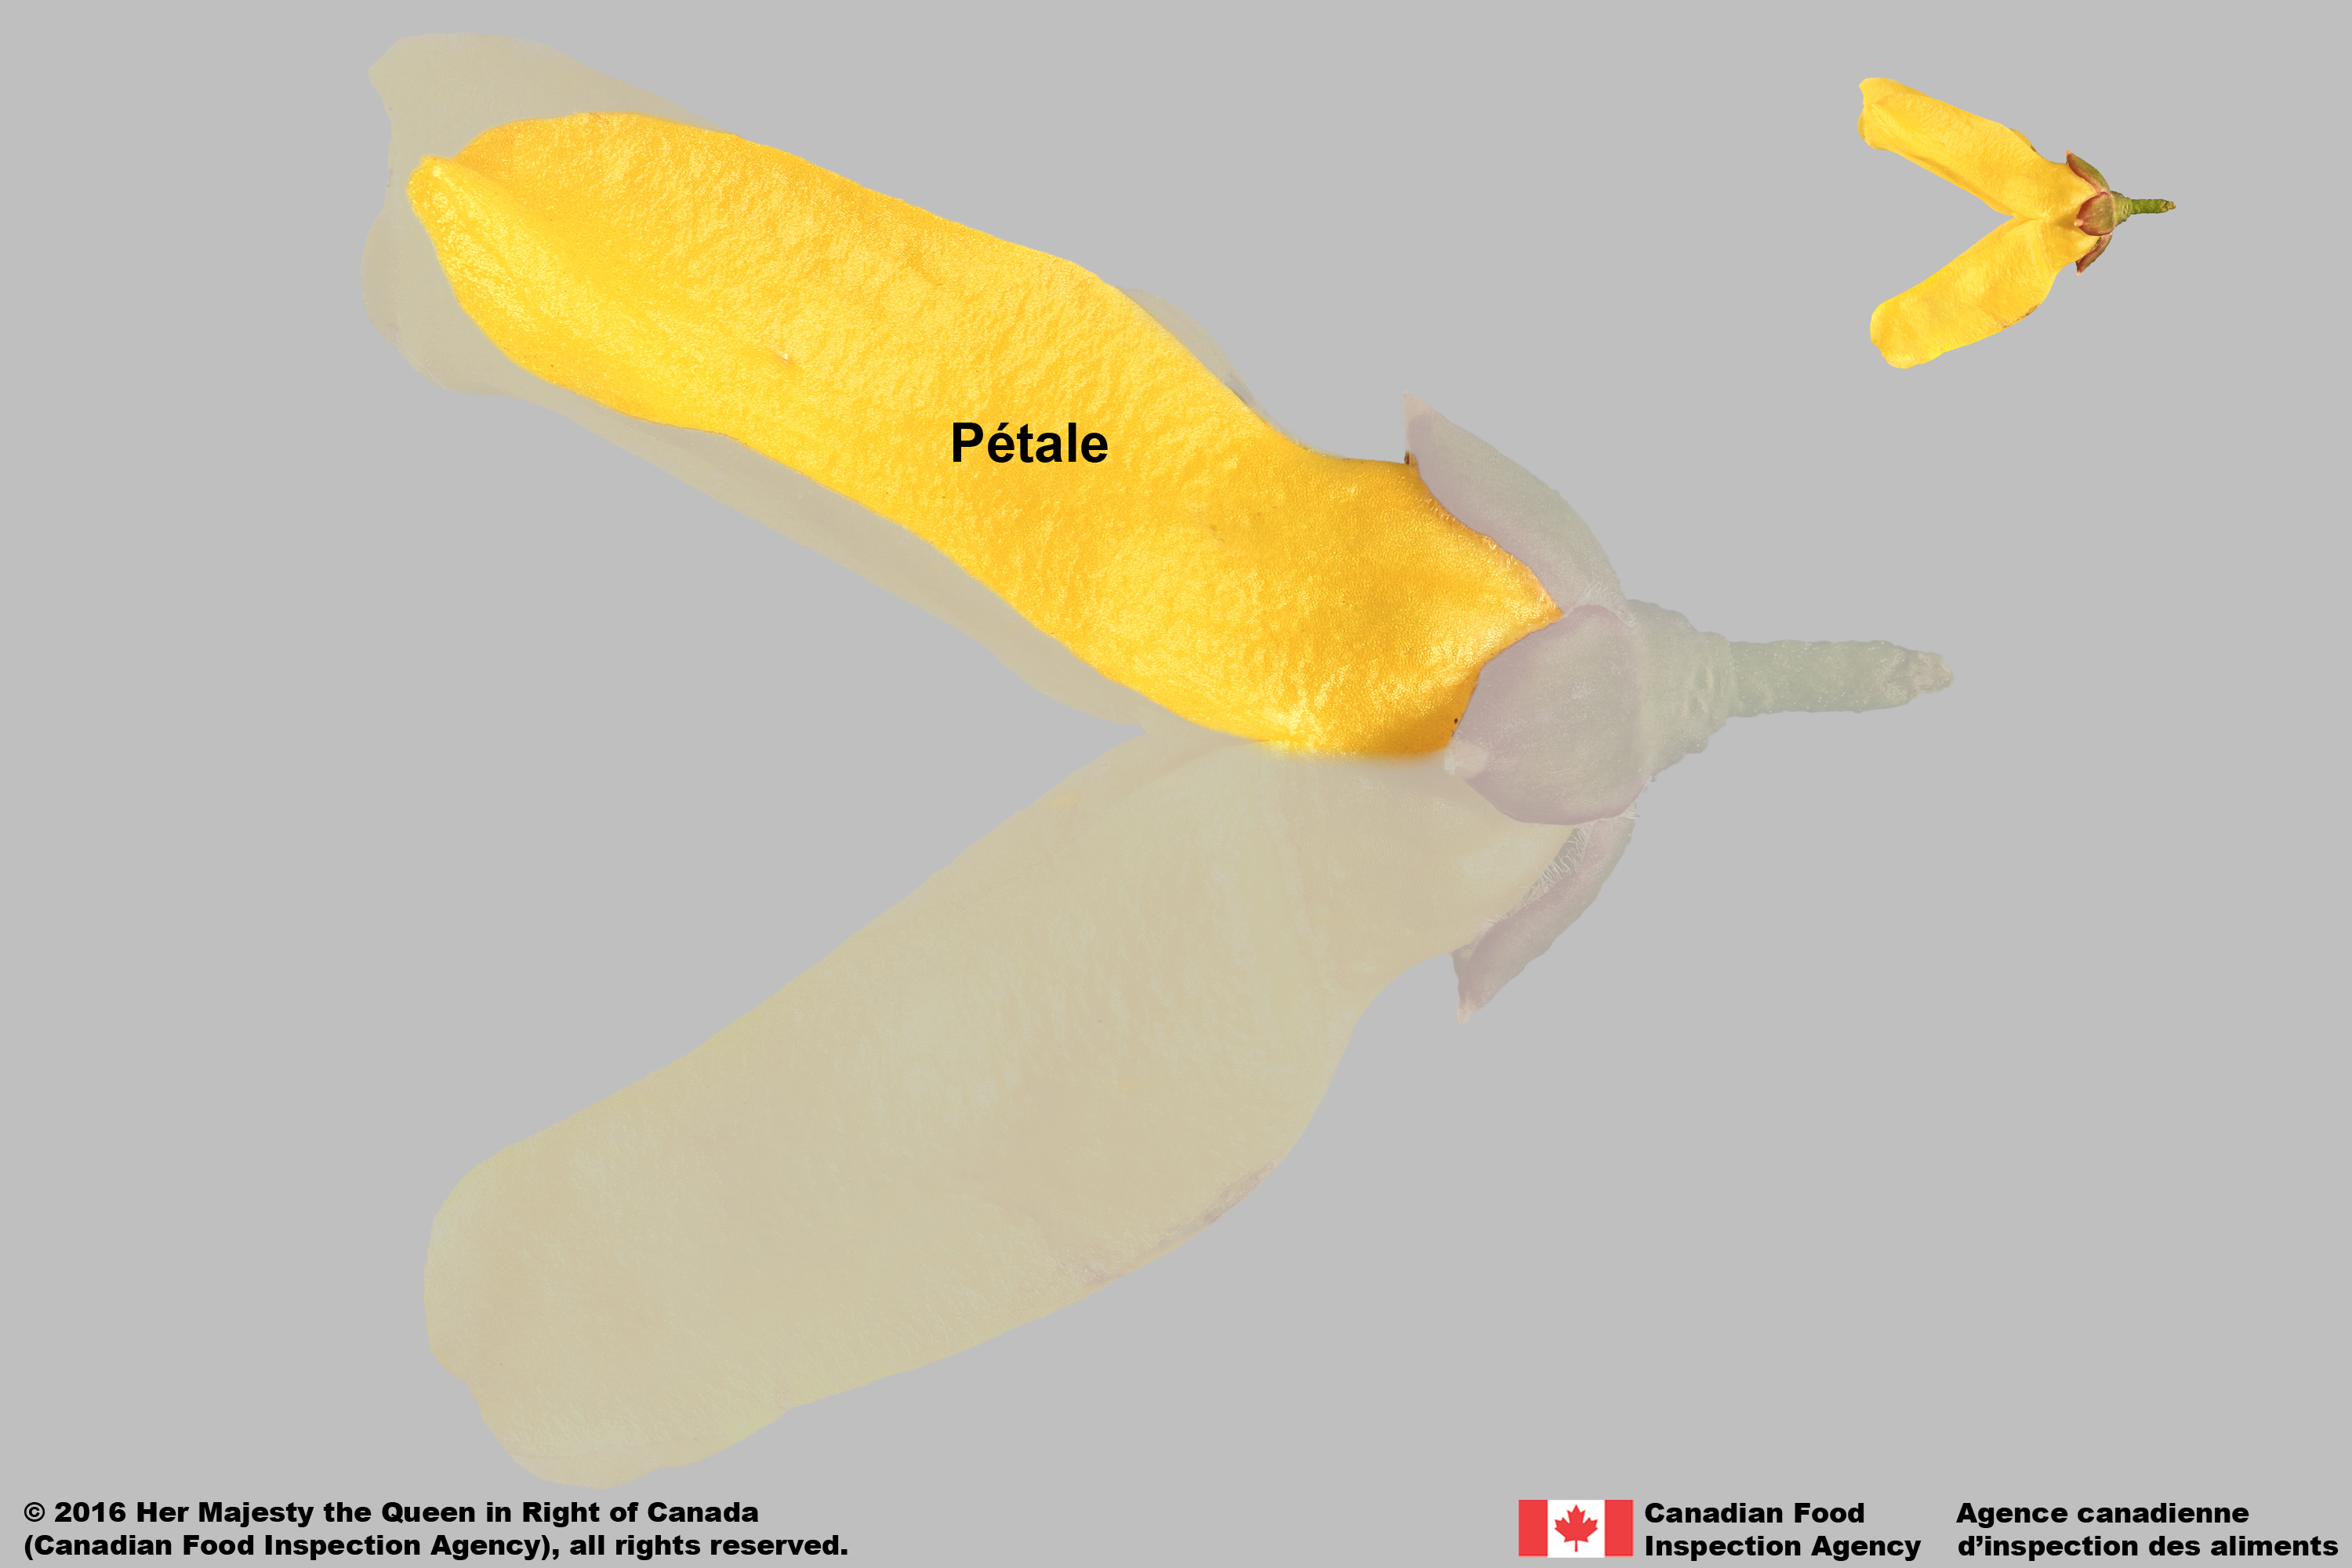 Pétale
© 2016 Her Majesty the Queen in Right of Canada
(Canadian Food Inspection Agency), all rights reserved.
Canadian Food
Inspection Agency
Agence canadienne
d’inspection des aliments